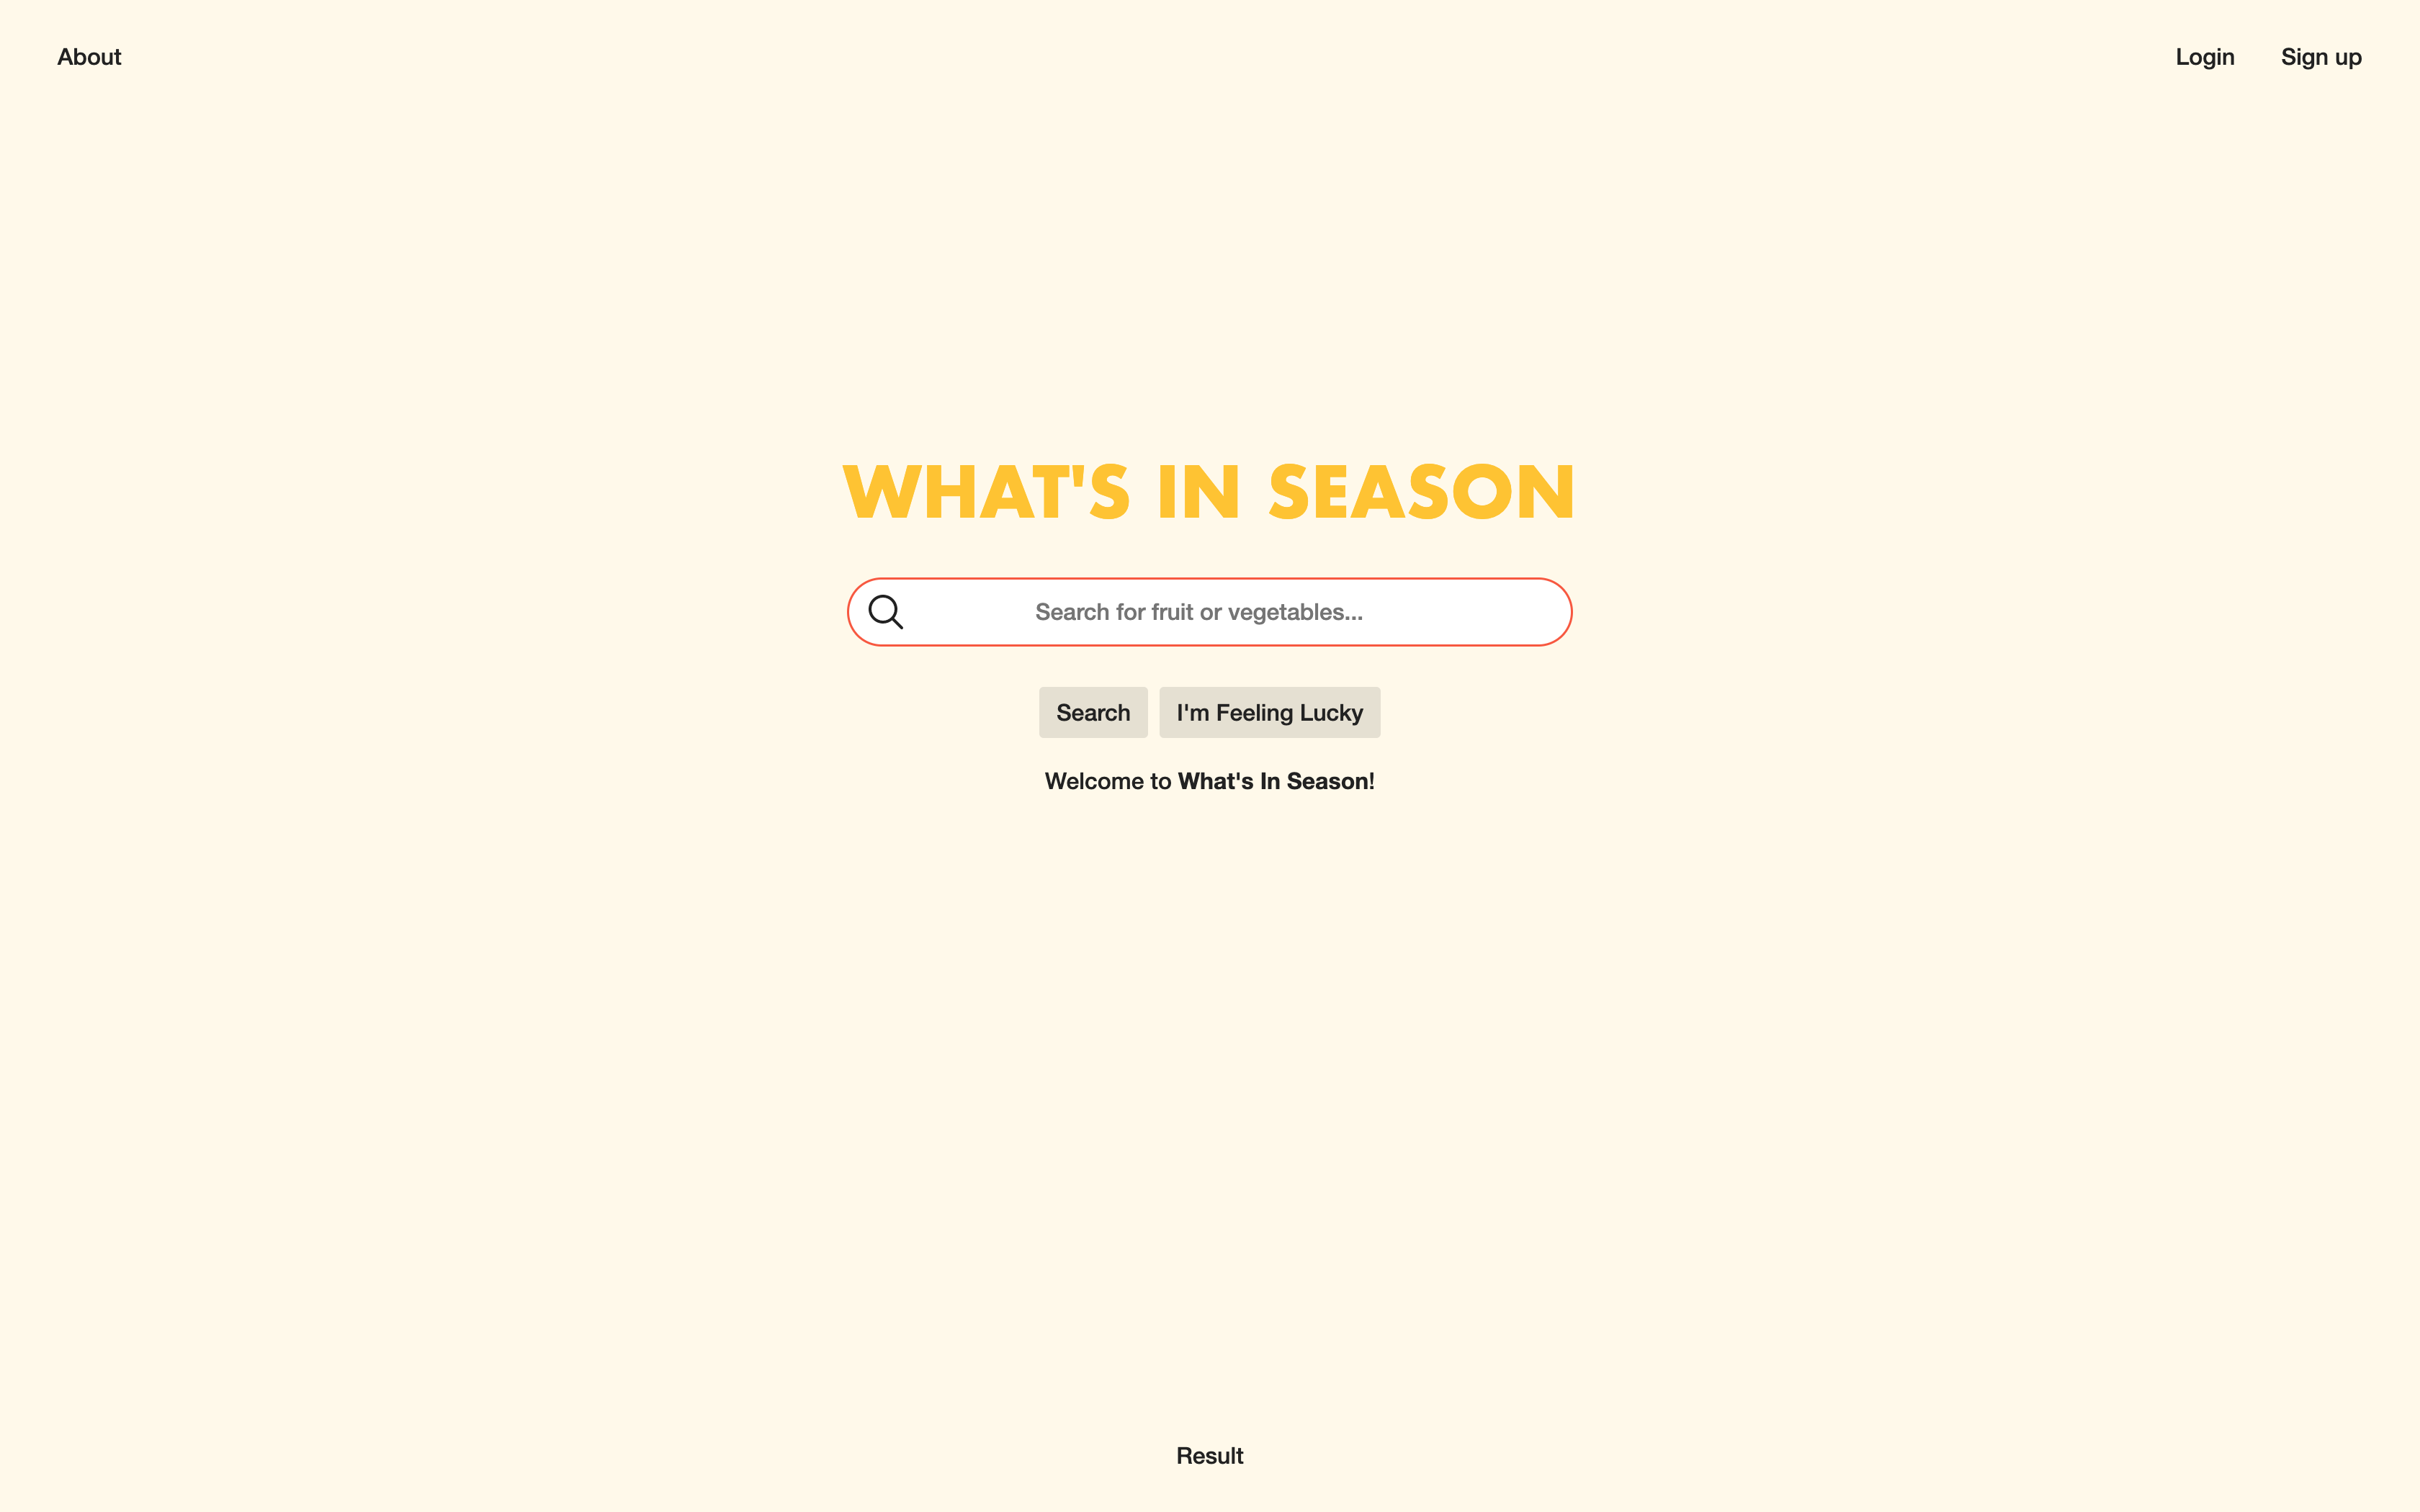 About Login Sign up
WHAT'S IN SEASON
Search for fruit or vegetables...
Search I'm Feeling Lucky
Welcome to What's In Season!
Result